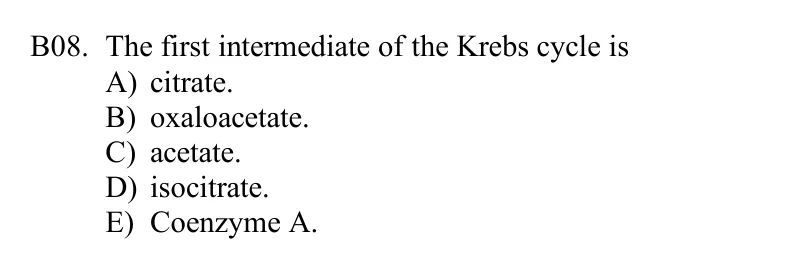 B08. The first intermediate of the Krebs cycle is
A) citrate.
B) oxaloacetate.
C) acetate.
D) isocitrate.
E) Coenzyme A.